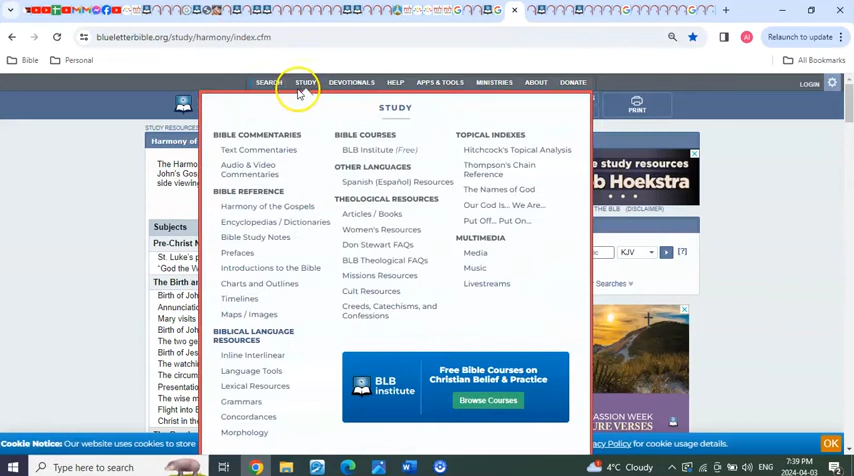 blueletterbible.org/study/harmony/index.cfm
Relaunch to update
Bible
Personal
All Bookmarks
SEARCH STUDY DEVOTIONALS HELP APPS & TOOLS MINISTRIES ABOUT DONATE
LOGIN
PRINT
STUDY
STUDY RESOURCES
BIBLE COMMENTARIES
Text Commentaries
Audio & Video
Commentaries
BIBLE REFERENCE
Harmony of the Gospels
Encyclopedias / Dictionaries
Bible Study Notes
Prefaces
Introductions to the Bible
Charts and Outlines
Timelines
Maps / Images
BIBLICAL LANGUAGE
RESOURCES
Inline Interlinear
Language Tools
Lexical Resources
Grammars
Concordances
Morphology
BIBLE COURSES
BLB Institute (Free)
OTHER LANGUAGES
Spanish (Español) Resources
THEOLOGICAL RESOURCES
Articles / Books
Women's Resources
Don Stewart FAQs
BLB Theological FAQs
Missions Resources
Cult Resources
Creeds, Catechisms, and
Confessions
TOPICAL INDEXES
Hitchcock's Topical Analysis
Thompson's Chain
Reference
The Names of God
Our God Is... We Are...
Put Off... Put On...
MULTIMEDIA
Media
Music
Livestreams
BLB
institute
Free Bible Courses on
Christian Belief & Practice
Browse Courses
Harmony of the
The Harmo
John's Gosp
side viewing
Subjects
Pre-Christ N
St. Luke's p
"God the W
The Birth an
Birth of Joh
Annunciatio
Mary visits
Birth of Joh
The two ge
Birth of Jes
The watchi
The circum
Presentatio
The wise m
Flight into E
Christ in th
e study resources
b Hoekstra
THE BLB (DISCLAIMER)
KJV
[?]
Searches
ASSION WEEK
URE VERSES
Cookie Notice: Our website uses cookies to store
acy Policy for cookie usage details.
OK
Type here to search
4°C Cloudy
ENG
7:39 PM
2024-04-03